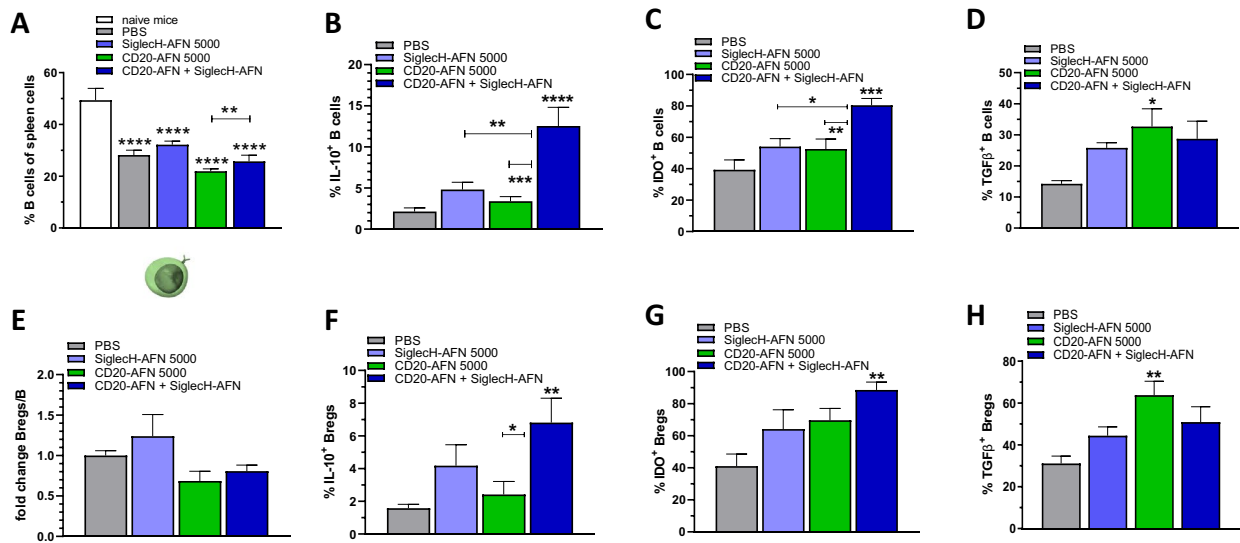 A
naive mice
PBS
SiglecH-AFN 5000
CD20-AFN 5000
CD20-AFN + SiglecH-AFN
% B cells of spleen cells
60
40
20
0
****
****
****
****
**
B
PBS
SiglecH-AFN 5000
CD20-AFN 5000
CD20-AFN + SiglecH-AFN
% IL-10+ B cells
20
15
10
5
0
**
***
****
C
PBS
SiglecH-AFN 5000
CD20-AFN 5000
CD20-AFN + SiglecH-AFN
% IDO+ B cells
100
80
60
40
20
0
*
**
***
D
PBS
SiglecH-AFN 5000
CD20-AFN 5000
CD20-AFN + SiglecH-AFN
% TGFβ+ B cells
50
40
30
20
10
0
*
E
PBS
SiglecH-AFN 5000
CD20-AFN 5000
CD20-AFN + SiglecH-AFN
fold change Bregs/B
2.0
1.5
1.0
0.5
0.0
F
PBS
SiglecH-AFN 5000
CD20-AFN 5000
CD20-AFN + SiglecH-AFN
% IL-10+ Bregs
10
8
6
4
2
0
*
**
G
PBS
SiglecH-AFN 5000
CD20-AFN 5000
CD20-AFN + SiglecH-AFN
% IDO+ Bregs
100
80
60
40
20
0
**
H
PBS
SiglecH-AFN 5000
CD20-AFN 5000
CD20-AFN + SiglecH-AFN
% TGFβ+ Bregs
80
60
40
20
0
**